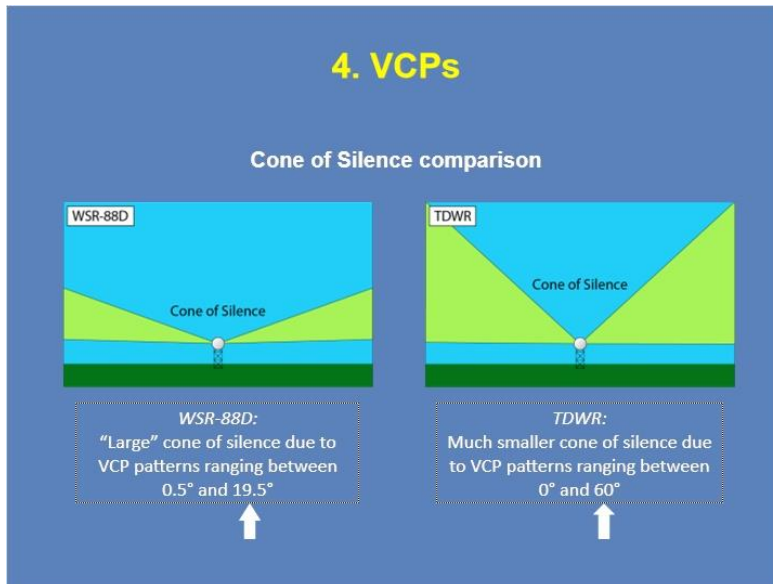 4. VCPs
Cone of Silence comparison
WSR-88D
Cone of Silence
TDWR
Cone of Silence
WSR-88D:
“Large” cone of silence due to
VCP patterns ranging between
0.5° and 19.5°
TDWR:
Much smaller cone of silence due
to VCP patterns ranging between
0° and 60°